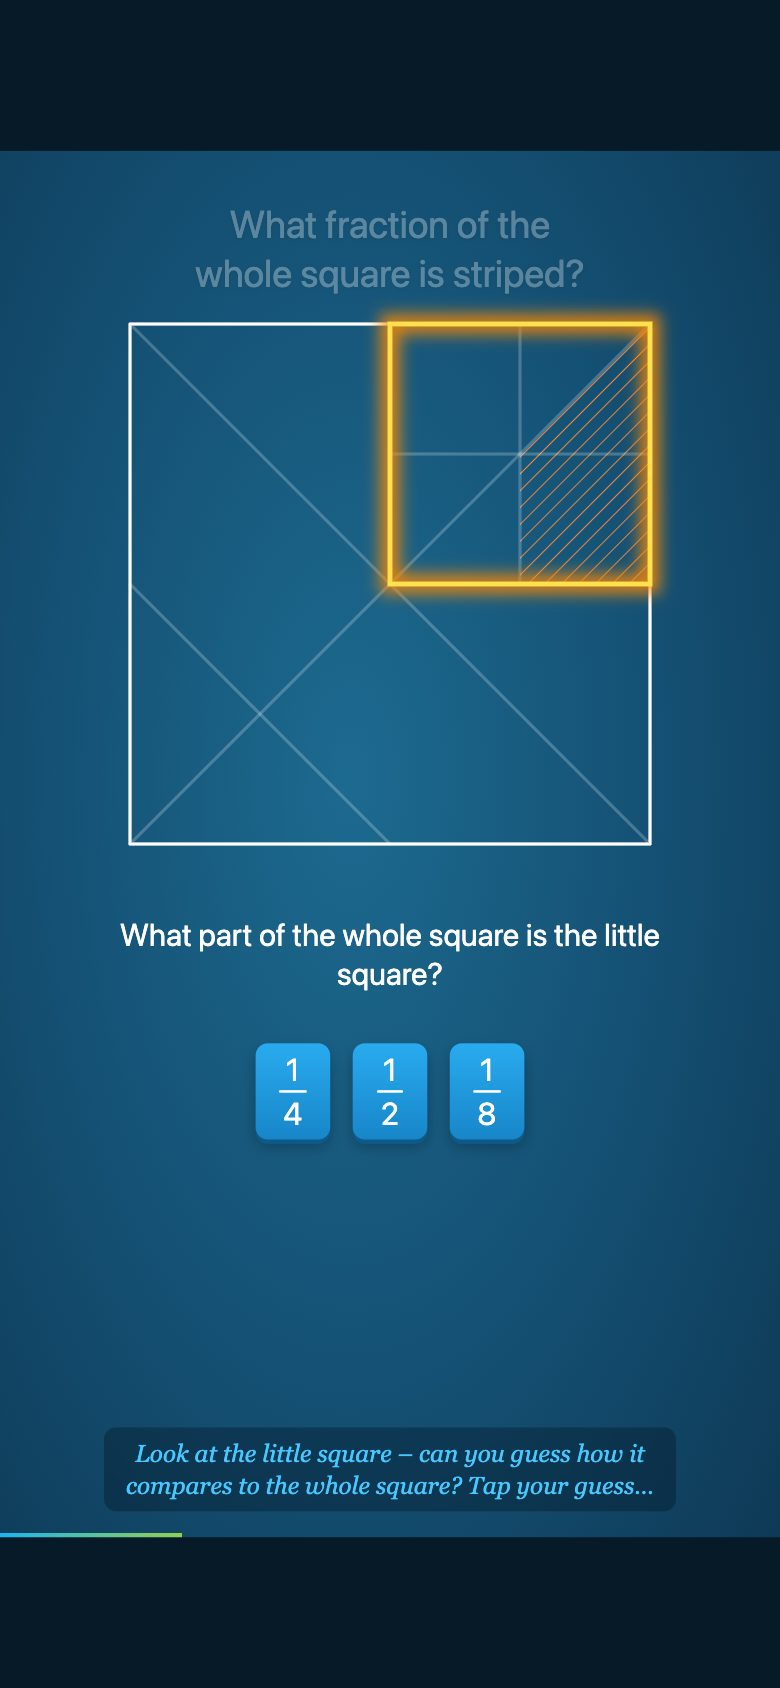 What fraction of the
whole square is striped?
What part of the whole square is the little
square?
1
4
1
2
1
8
Look at the little square – can you guess how it
compares to the whole square? Tap your guess...